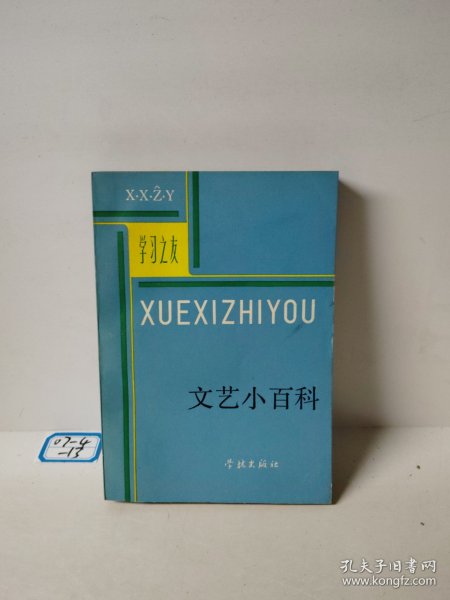 X·X·Ẑ·Y
学习之友
XUEXIZHIYOU
文艺小百科
学林出版社
07-4
-13
孔夫子旧书网
www.kongfz.com